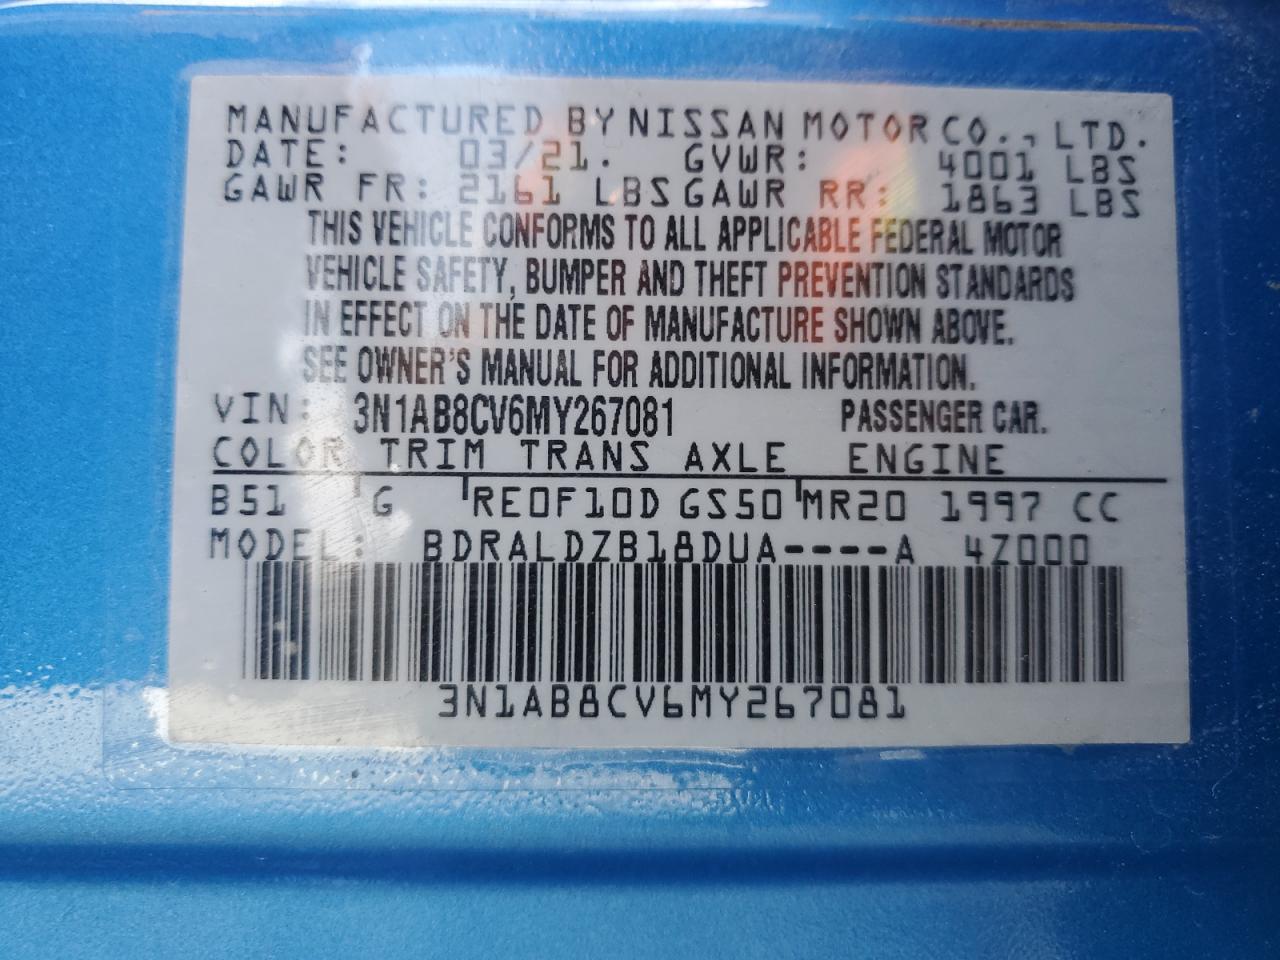 MANUFACTURED BY NISSAN MOTOR CO., LTD.
DATE: 03/21. GVWR: 4001 LBS
GAWR FR: 2161 LBS GAWR RR: 1863 LBS
THIS VEHICLE CONFORMS TO ALL APPLICABLE FEDERAL MOTOR
VEHICLE SAFETY, BUMPER AND THEFT PREVENTION STANDARDS
IN EFFECT ON THE DATE OF MANUFACTURE SHOWN ABOVE.
SEE OWNER'S MANUAL FOR ADDITIONAL INFORMATION.
VIN: 3N1AB8CV6MY267081 PASSENGER CAR.
COLOR TRIM TRANS AXLE ENGINE
B51 G RE0F10D GS50 MR20 1997 CC
MODEL: BDRALDZB18DUA----A 4Z000
3N1AB8CV6MY267081